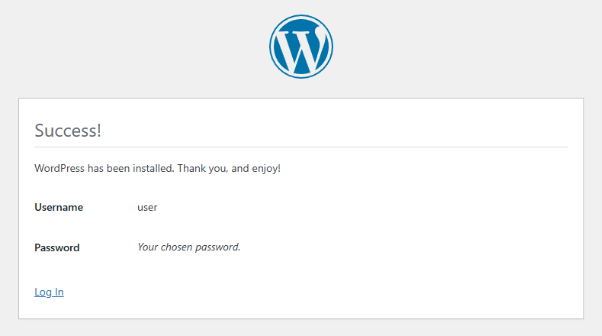 Success!
WordPress has been installed. Thank you, and enjoy!
Username user
Password Your chosen password.
Log In